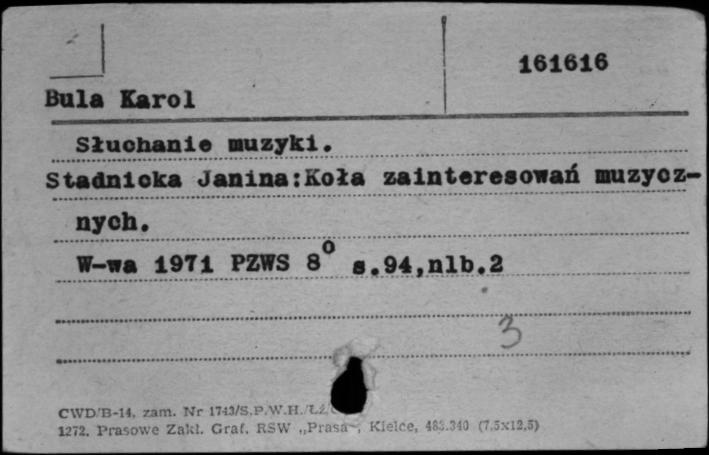 161616
Bula Karol
Słuchanie muzyki.
Stadnicka Janina:Koła zainteresowań muzycz-
nych.
W-wa 1971 PZWS 8° s.94,nlb.2
3
CWD/B-14, zam. Nr 1743/S.P.W.H./Łź.
1272. Prasowe Zakł. Graf. RSW „Prasa", Kielce, 483.340 (7,5x12,5)